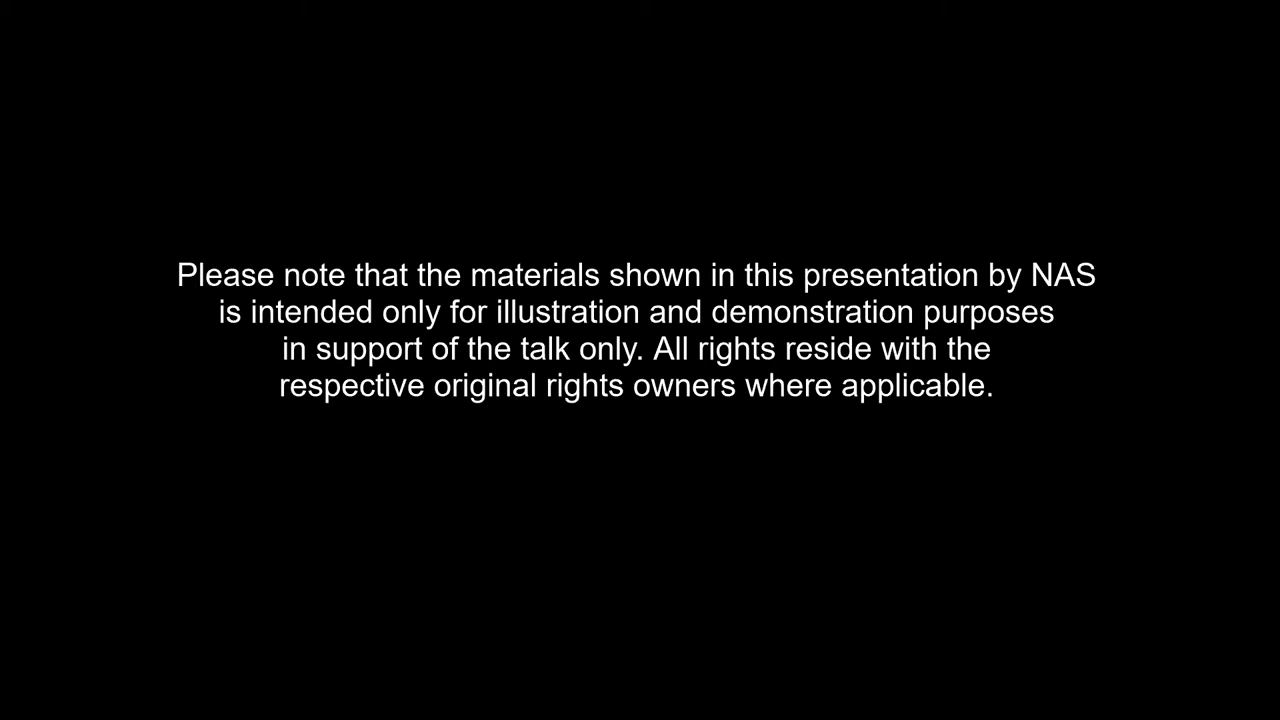 Please note that the materials shown in this presentation by NAS
is intended only for illustration and demonstration purposes
in support of the talk only. All rights reside with the
respective original rights owners where applicable.